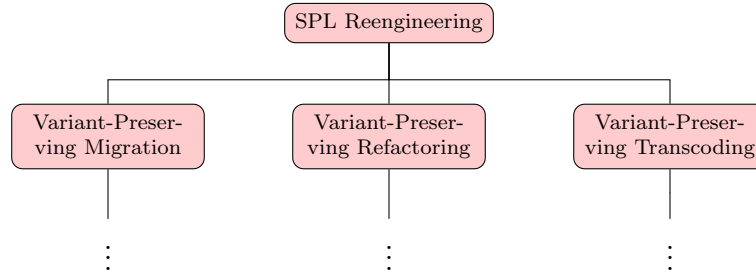 SPL Reengineering
Variant-Preser-
ving Migration
Variant-Preser-
ving Refactoring
Variant-Preser-
ving Transcoding
⋮
⋮
⋮